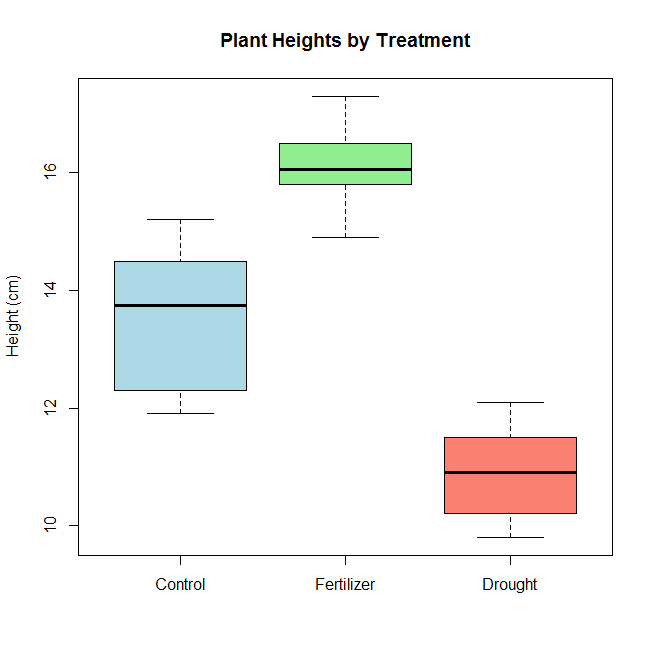 Plant Heights by Treatment
Height (cm)
16
14
12
10
Control
Fertilizer
Drought